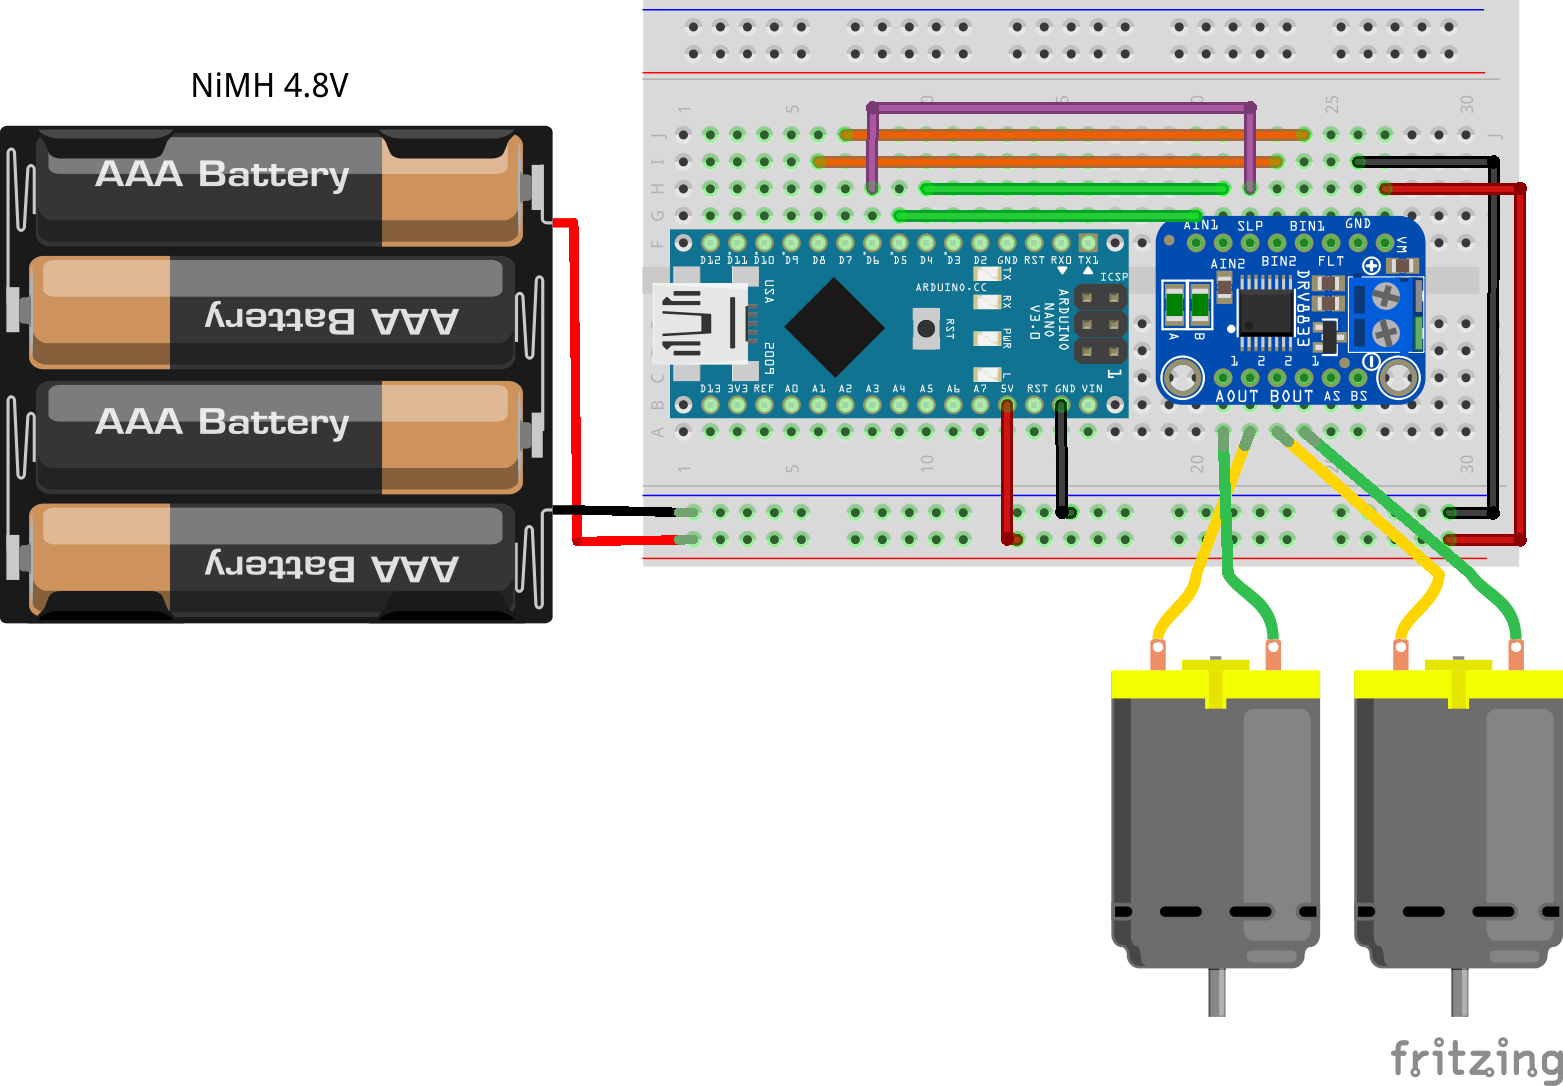 NiMH 4.8V
AAA Battery
AAA Battery
AAA Battery
AAA Battery
1 5 10 15 20 25 30
J J
I
H
G
F
D12 D11 D10 D9 D8 D7 D6 D5 D4 D3 D2 GND RST RX0 TX1
USA
2009
ARDUINO.CC
RST
TX
RX
PWR
L
ARDUINO
NANO
V3.0
ICSP
1
D13 3V3 REF A0 A1 A2 A3 A4 A5 A6 A7 5V RST GND VIN
AIN1 SLP BIN1 GND VM
AIN2 BIN2 FLT
DRV8833
A B
1 2 2 1
AOUT BOUT AS BS
C
B
A
1 5 10 20 25 30
fritzing